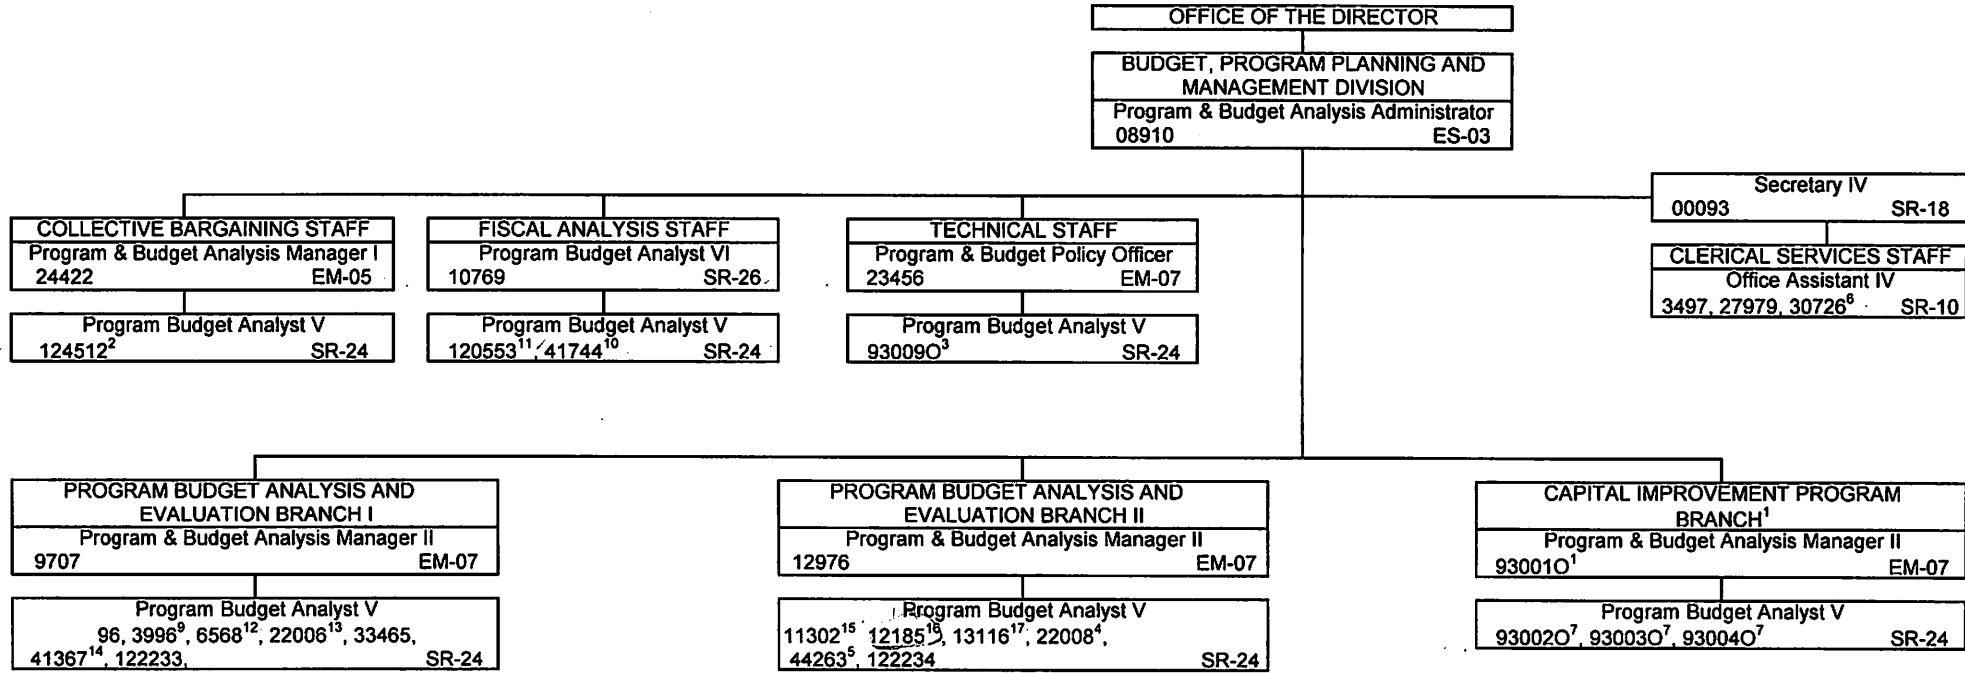 OFFICE OF THE DIRECTOR
BUDGET, PROGRAM PLANNING AND
MANAGEMENT DIVISION
Program & Budget Analysis Administrator
08910 ES-03
Secretary IV
00093 SR-18
CLERICAL SERVICES STAFF
Office Assistant IV
3497, 27979, 30726⁶ SR-10
COLLECTIVE BARGAINING STAFF
Program & Budget Analysis Manager I
24422 EM-05
Program Budget Analyst V
124512² SR-24
FISCAL ANALYSIS STAFF
Program Budget Analyst VI
10769 SR-26
Program Budget Analyst V
120553¹¹, 41744¹⁰ SR-24
TECHNICAL STAFF
Program & Budget Policy Officer
23456 EM-07
Program Budget Analyst V
93009O³ SR-24
PROGRAM BUDGET ANALYSIS AND
EVALUATION BRANCH I
Program & Budget Analysis Manager II
9707 EM-07
Program Budget Analyst V
96, 3996⁹, 6568¹², 22006¹³, 33465,
41367¹⁴, 122233, SR-24
PROGRAM BUDGET ANALYSIS AND
EVALUATION BRANCH II
Program & Budget Analysis Manager II
12976 EM-07
Program Budget Analyst V
11302¹⁵ 12185¹⁶, 13116¹⁷, 22008⁴,
44263⁵, 122234 SR-24
CAPITAL IMPROVEMENT PROGRAM
BRANCH¹
Program & Budget Analysis Manager II
93001O¹ EM-07
Program Budget Analyst V
93002O⁷, 93003O⁷, 93004O⁷ SR-24